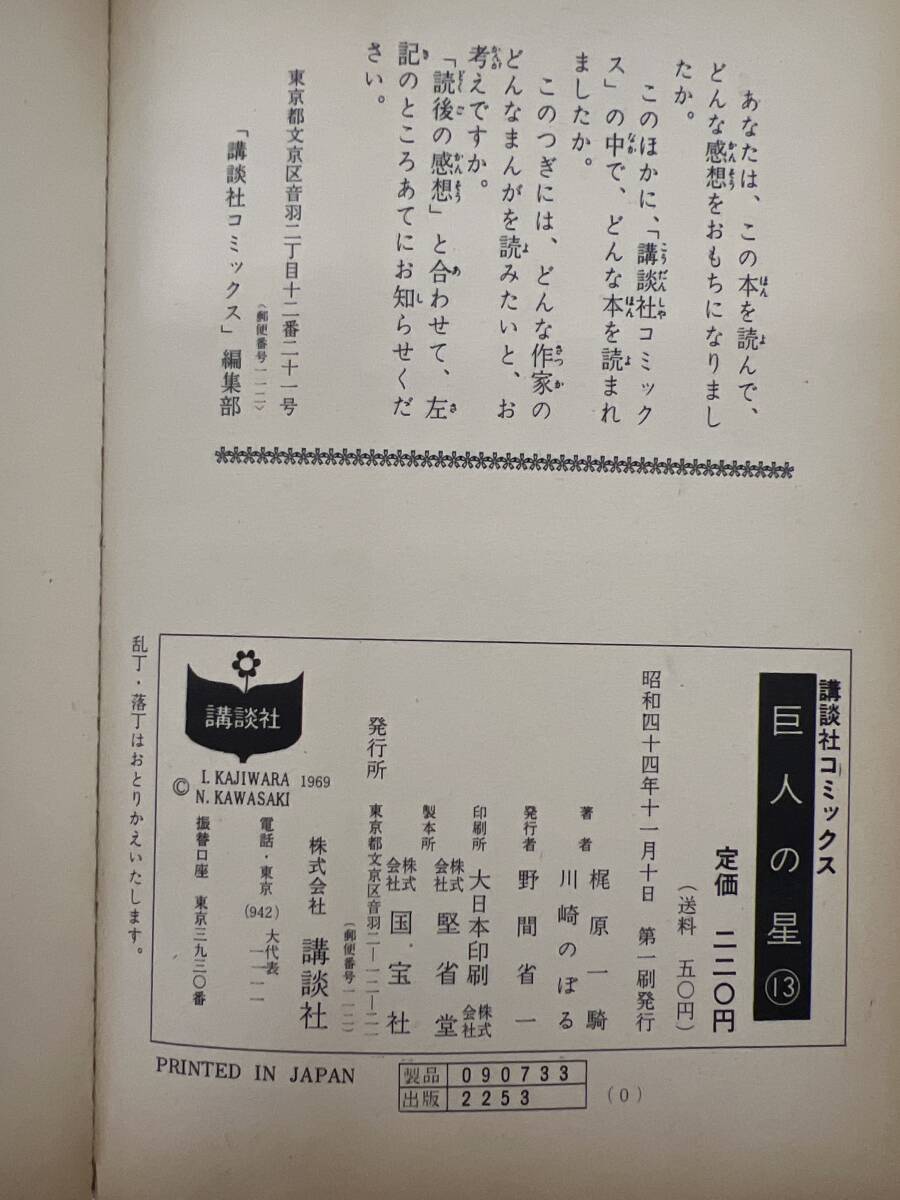 あなたは、この本を読んで、
どんな感想をおもちになりまし
たか。
このほかに、「講談社コミック
ス」の中で、どんな本を読まれ
ましたか。
このつぎには、どんな作家の
どんなまんがを読みたいと、お
考えですか。
「読後の感想」と合わせて、左
記のところあてにお知らせくだ
さい。
東京都文京区音羽二丁目十二番二十一号
(郵便番号一一二)
「講談社コミックス」編集部
講談社コミックス
巨人の星 ⑬
定価 二二〇円
(送料 五〇円)
昭和四十四年十一月十日 第一刷発行
著者 梶原一騎
川崎のぼる
発行者 野間省一
印刷所 大日本印刷株式会社
製本所 株式会社 堅省堂
株式会社 国宝社
発行所 東京都文京区音羽二―一二―二一
(郵便番号一一二)
株式会社 講談社
電話・東京(942)一一一一 大代表
振替口座 東京三九三〇番
講談社
© I. KAJIWARA 1969
N. KAWASAKI
乱丁・落丁はおとりかえいたします。
PRINTED IN JAPAN
製品 090733
出版 2253
(0)